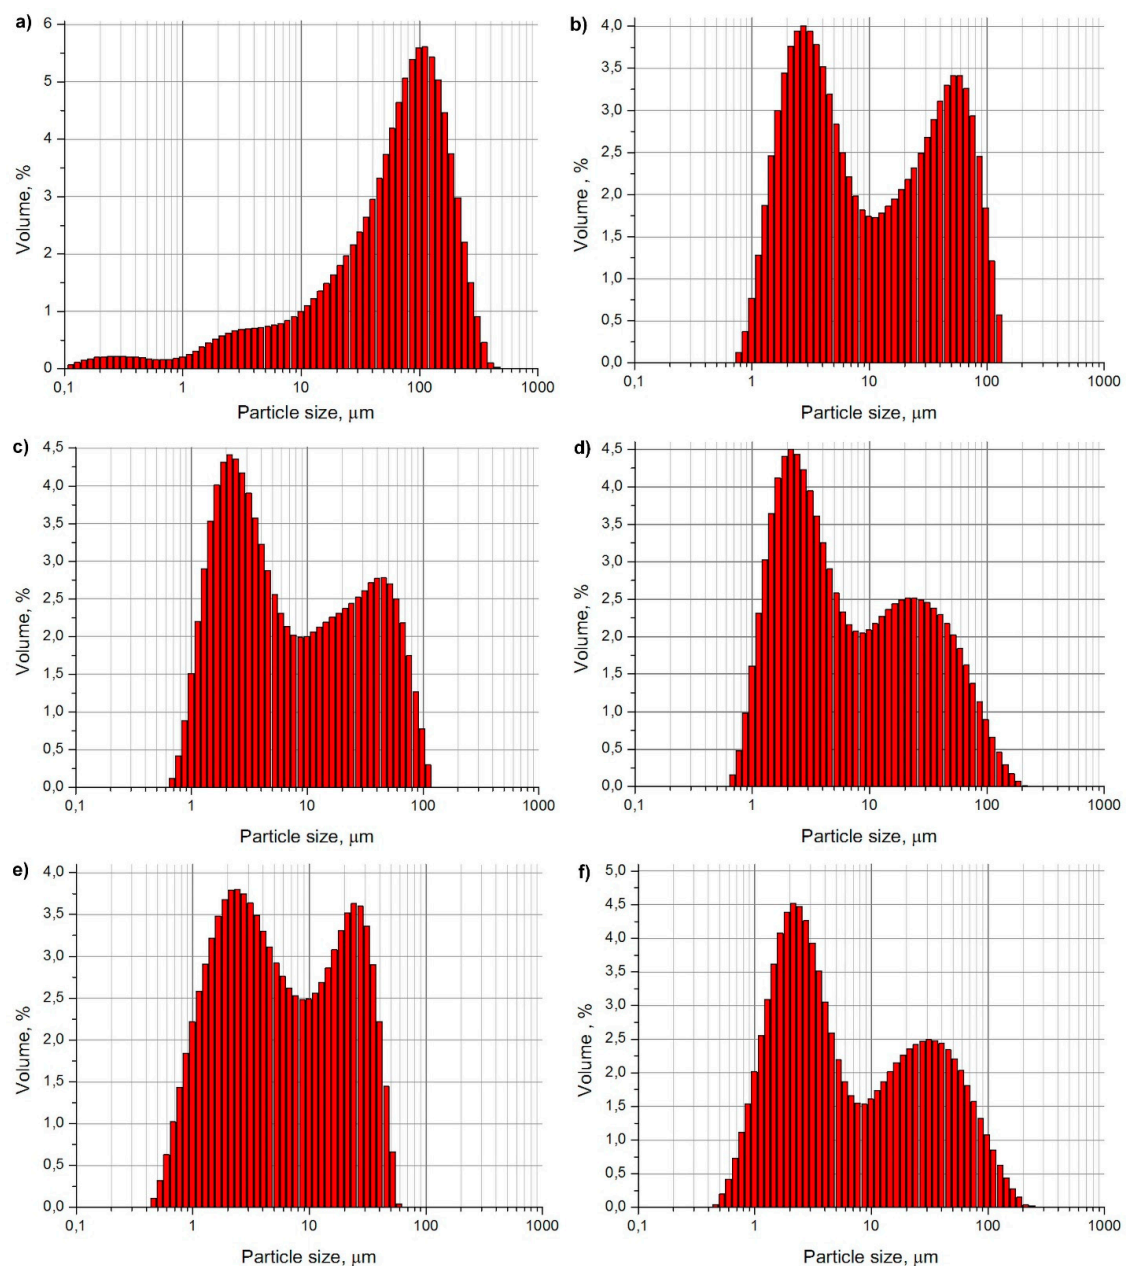 a)
6
5
4
3
2
1
0
Volume, %
0,1 1 10 100 1000
Particle size, μm
b)
4,0
3,5
3,0
2,5
2,0
1,5
1,0
0,5
0,0
Volume , %
0,1 1 10 100 1000
Particle size, μm
c)
4,5
4,0
3,5
3,0
2,5
2,0
1,5
1,0
0,5
0,0
Volume, %
0,1 1 10 100 1000
Particle size, μm
d)
4,5
4,0
3,5
3,0
2,5
2,0
1,5
1,0
0,5
0,0
Volume, %
0,1 1 10 100 1000
Particle size, μm
e)
4,0
3,5
3,0
2,5
2,0
1,5
1,0
0,5
0,0
Volume, %
0,1 1 10 100 1000
Particle size, μm
f)
5,0
4,5
4,0
3,5
3,0
2,5
2,0
1,5
1,0
0,5
0,0
Volume , %
0,1 1 10 100 1000
Particle size, μm